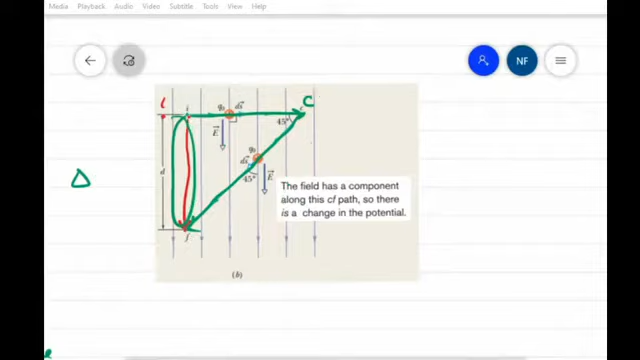 Media Playback Audio Video Subtitle Tools View Help
NF
i C
i q₀ ds⃗ c
45°
E⃗
q₀
d ds⃗
45° E⃗
Δ
The field has a component
along this cf path, so there
is a change in the potential.
f
(b)